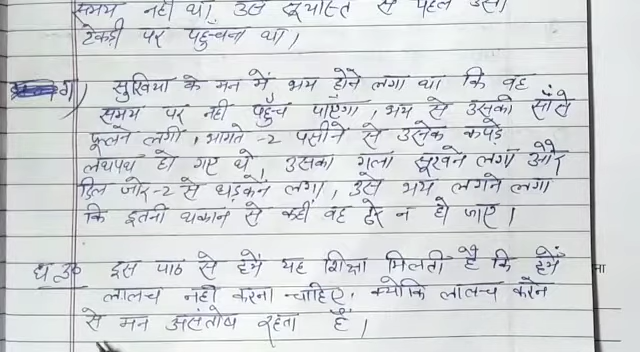 समय नहीं था, उसे सूर्यास्त से पहले उसी
टेकड़ी पर पहुँचना था।
ग) सुखिया के मन में भय होने लगा था कि वह
समय पर नहीं पहुँच पाएगा, भय से उसकी साँसे
फूलने लगी, भागते-2 पसीने से उसके कपड़े
लथपथ हो गए थे, उसका गला सूखने लगा और
दिल जोर-2 से धड़कने लगा, उसे भय लगने लगा
कि इतनी थकान से कहीं वह ढेर न हो जाए।
घ उ० इस पाठ से हमें यह शिक्षा मिलती है कि हमें
लालच नहीं करना चाहिए, क्योकि लालच करने
से मन असंतोष रहता है।